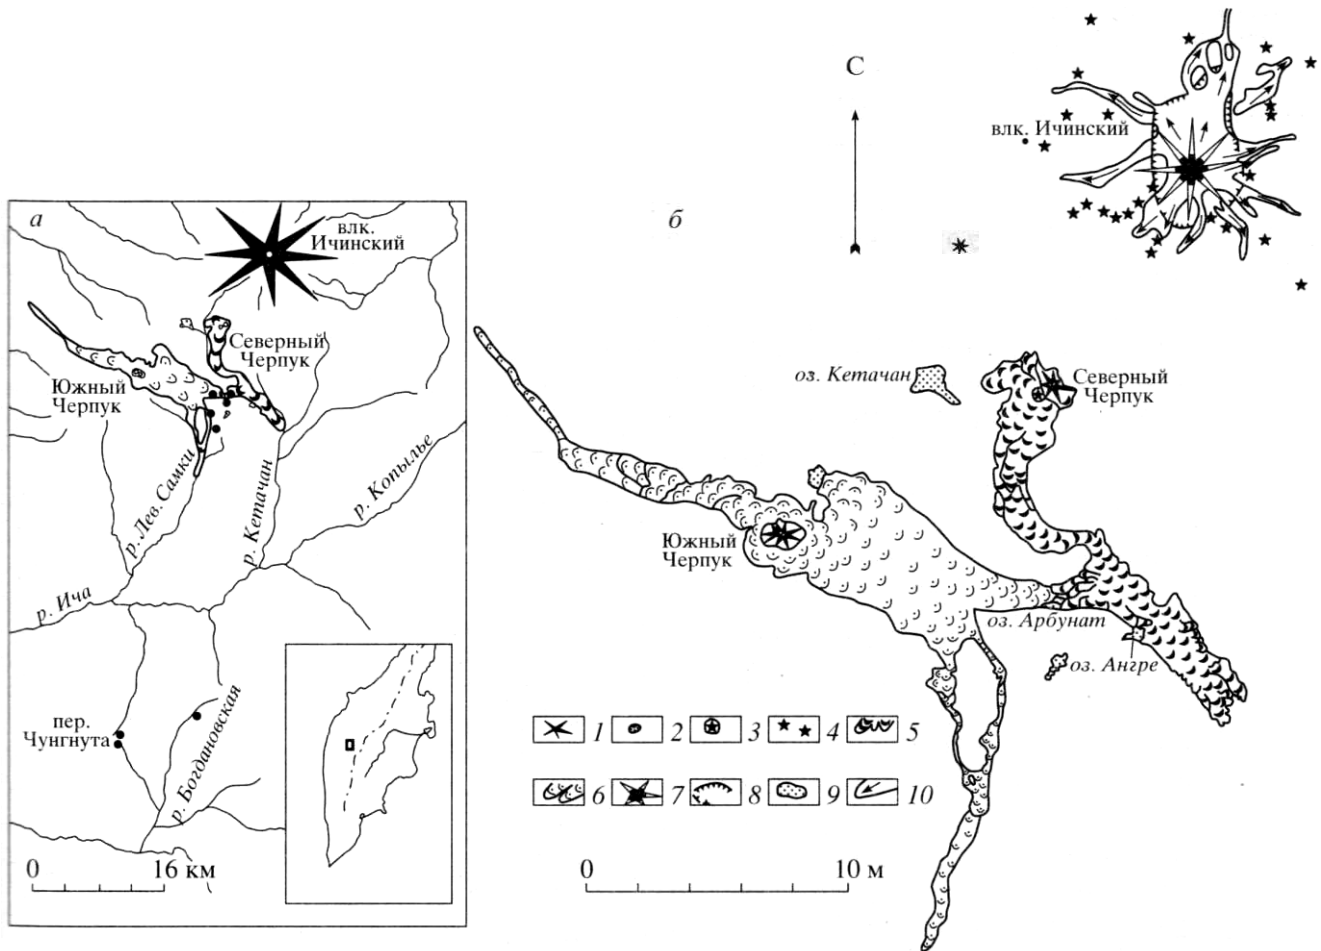 а
влк.
Ичинский
Северный
Черпук
Южный
Черпук
р. Лев. Самки
р. Кетачан
р. Копылье
р. Ича
пер.
Чунгнута
р. Богдановская
0 16 км
б
С
влк. Ичинский
оз. Кетачан
Северный
Черпук
Южный
Черпук
оз. Арбунат
оз. Ангре
1 2 3 4 5
6 7 8 9 10
0 10 м